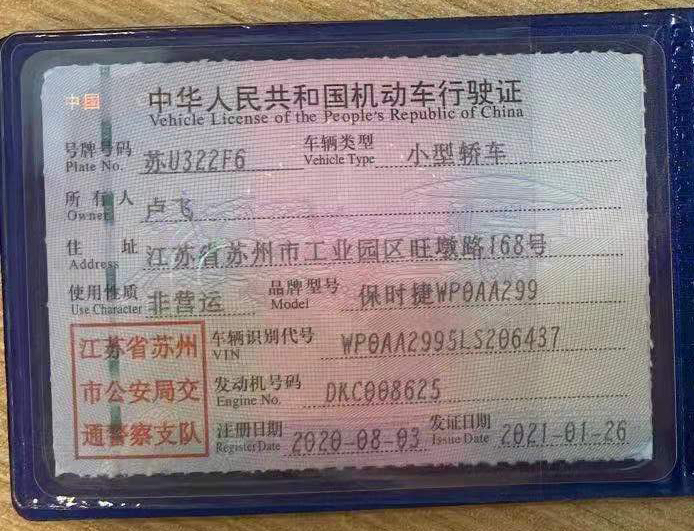 中国 中华人民共和国机动车行驶证
Vehicle License of the People's Republic of China
号牌号码 苏U322F6 车辆类型 小型轿车
Plate No. Vehicle Type
所有人 卢飞
Owner
住址 江苏省苏州市工业园区旺墩路168号
Address
使用性质 非营运 品牌型号 保时捷WP0AA299
Use Character Model
江苏省苏州 车辆识别代号 WP0AA2995LS206437
VIN
市公安局交 发动机号码 DKC008625
Engine No.
通警察支队 注册日期 2020-08-03 发证日期 2021-01-26
Register Date Issue Date